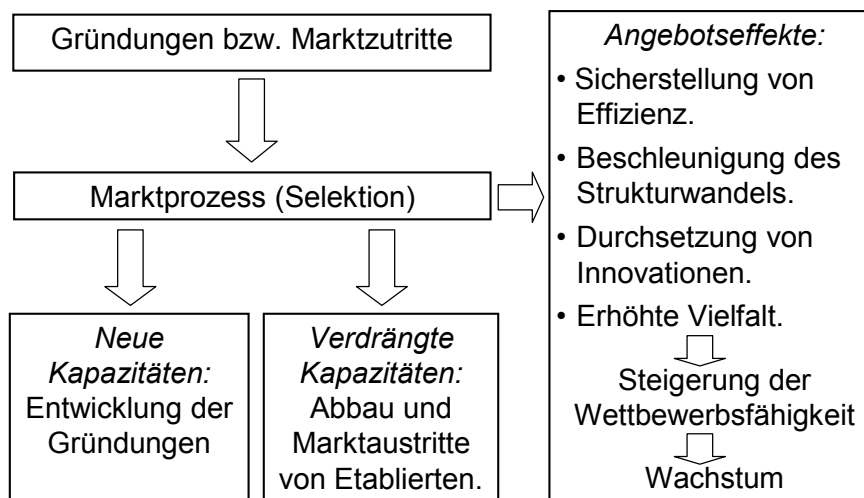 Gründungen bzw. Marktzutritte
Marktprozess (Selektion)
Neue
Kapazitäten:
Entwicklung der
Gründungen
Verdrängte
Kapazitäten:
Abbau und
Marktaustritte
von Etablierten.
Angebotseffekte:
• Sicherstellung von
Effizienz.
• Beschleunigung des
Strukturwandels.
• Durchsetzung von
Innovationen.
• Erhöhte Vielfalt.
Steigerung der
Wettbewerbsfähigkeit
Wachstum